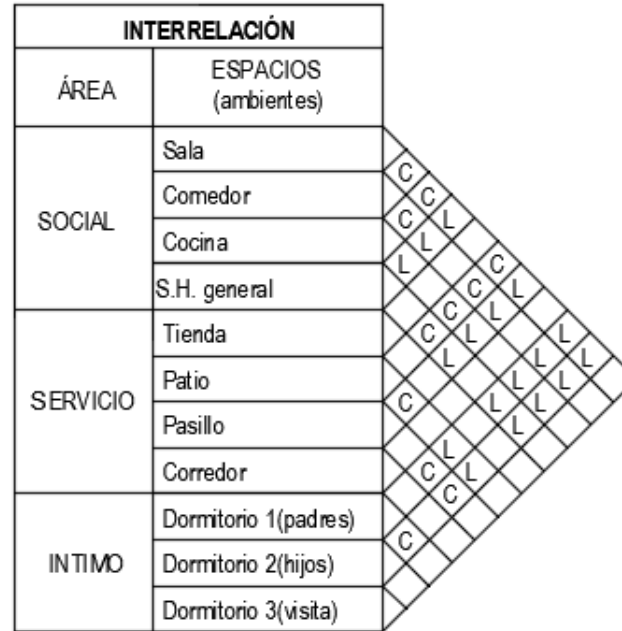 INTERRELACIÓN
ÁREA
ESPACIOS
(ambientes)
SOCIAL
Sala
Comedor
Cocina
S.H. general
SERVICIO
Tienda
Patio
Pasillo
Corredor
INTIMO
Dormitorio 1(padres)
Dormitorio 2(hijos)
Dormitorio 3(visita)
C
C
C L
L
L C
C L
C L
C L L
L L L
L L
C L L
L
L
C L
C
C